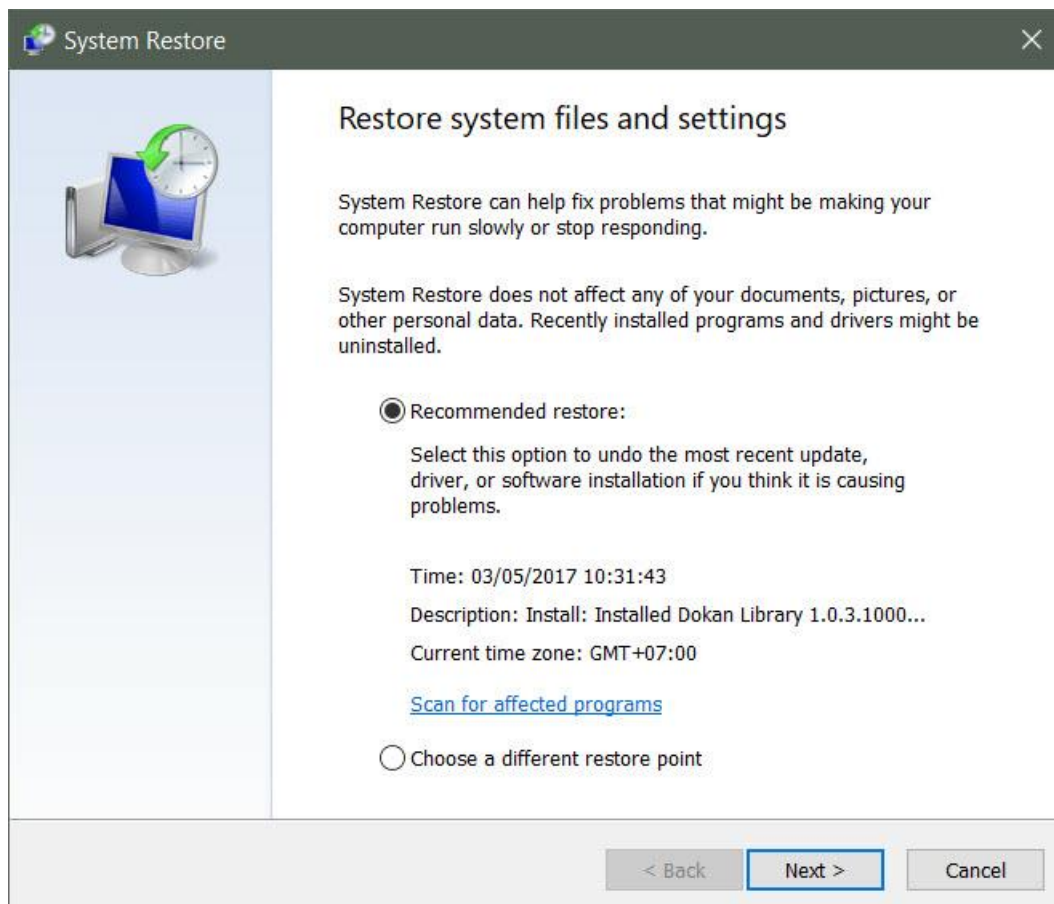 System Restore
Restore system files and settings
System Restore can help fix problems that might be making your
computer run slowly or stop responding.
System Restore does not affect any of your documents, pictures, or
other personal data. Recently installed programs and drivers might be
uninstalled.
Recommended restore:
Select this option to undo the most recent update,
driver, or software installation if you think it is causing
problems.
Time: 03/05/2017 10:31:43
Description: Install: Installed Dokan Library 1.0.3.1000...
Current time zone: GMT+07:00
Scan for affected programs
Choose a different restore point
< Back Next > Cancel